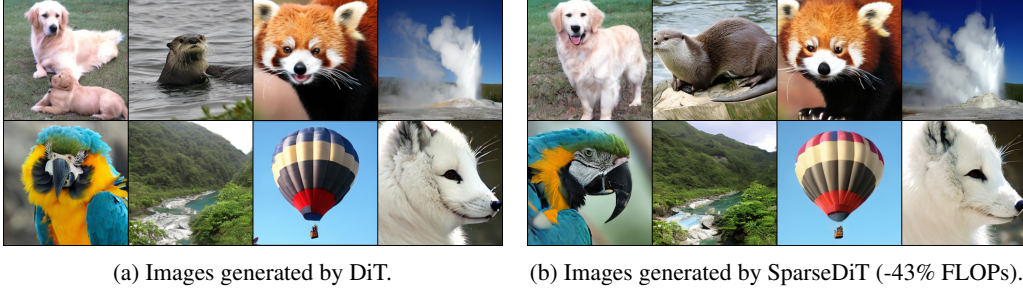 (a) Images generated by DiT.
(b) Images generated by SparseDiT (-43% FLOPs).